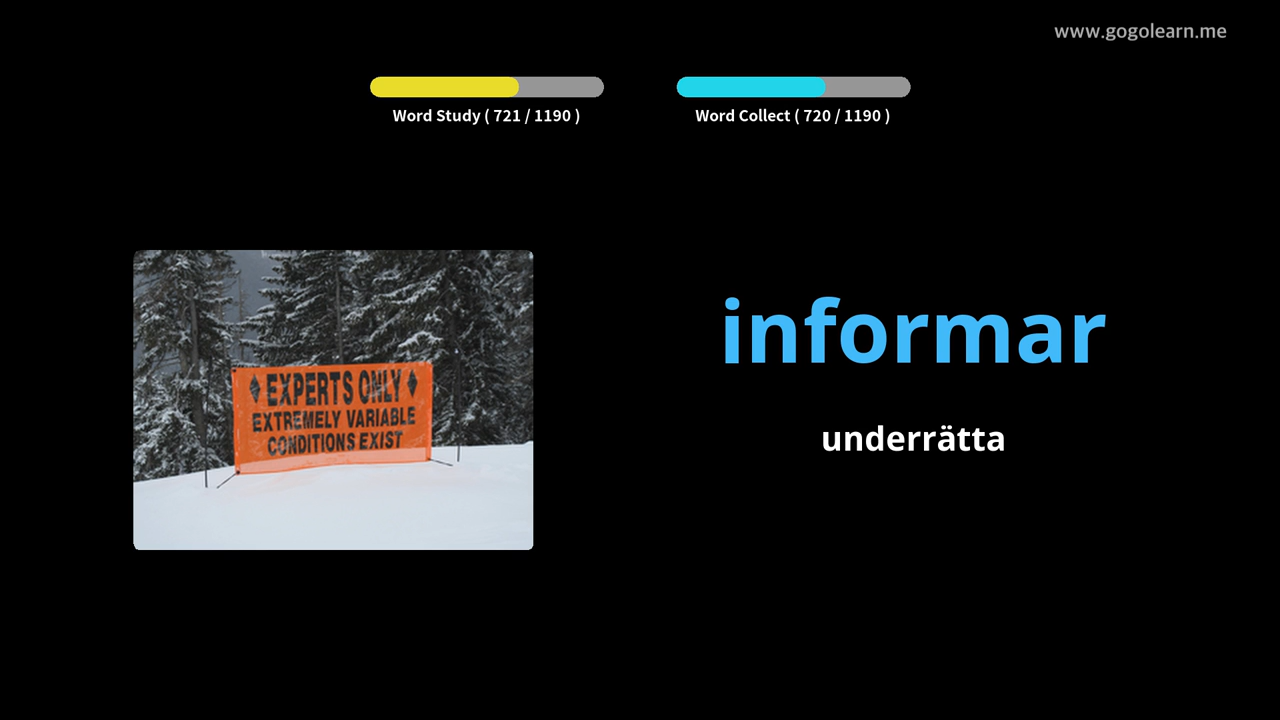 www.gogolearn.me
Word Study ( 721 / 1190 )
Word Collect ( 720 / 1190 )
EXPERTS ONLY
EXTREMELY VARIABLE
CONDITIONS EXIST
informar
underrätta